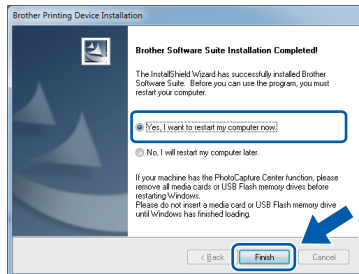 Brother Printing Device Installation
Brother Software Suite Installation Completed!
The InstallShield Wizard has successfully installed Brother
Software Suite. Before you can use the program, you must
restart your computer.
Yes, I want to restart my computer now.
No, I will restart my computer later.
If your machine has the PhotoCapture Center function, please
remove all media cards or USB Flash memory drives before
restarting Windows.
Please do not insert a media card or USB Flash memory drive
until Windows has finished loading.
< Back
Finish
Cancel